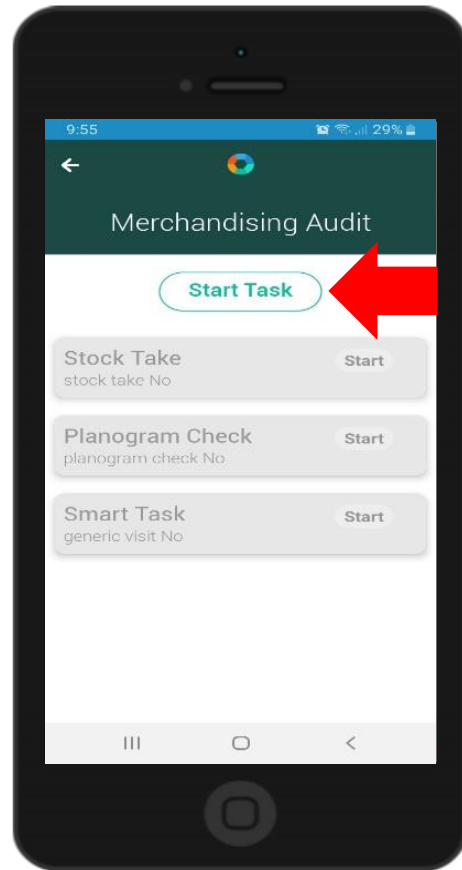 9:55 29%
Merchandising Audit
Start Task
Stock Take Start
stock take No
Planogram Check Start
planogram check No
Smart Task Start
generic visit No